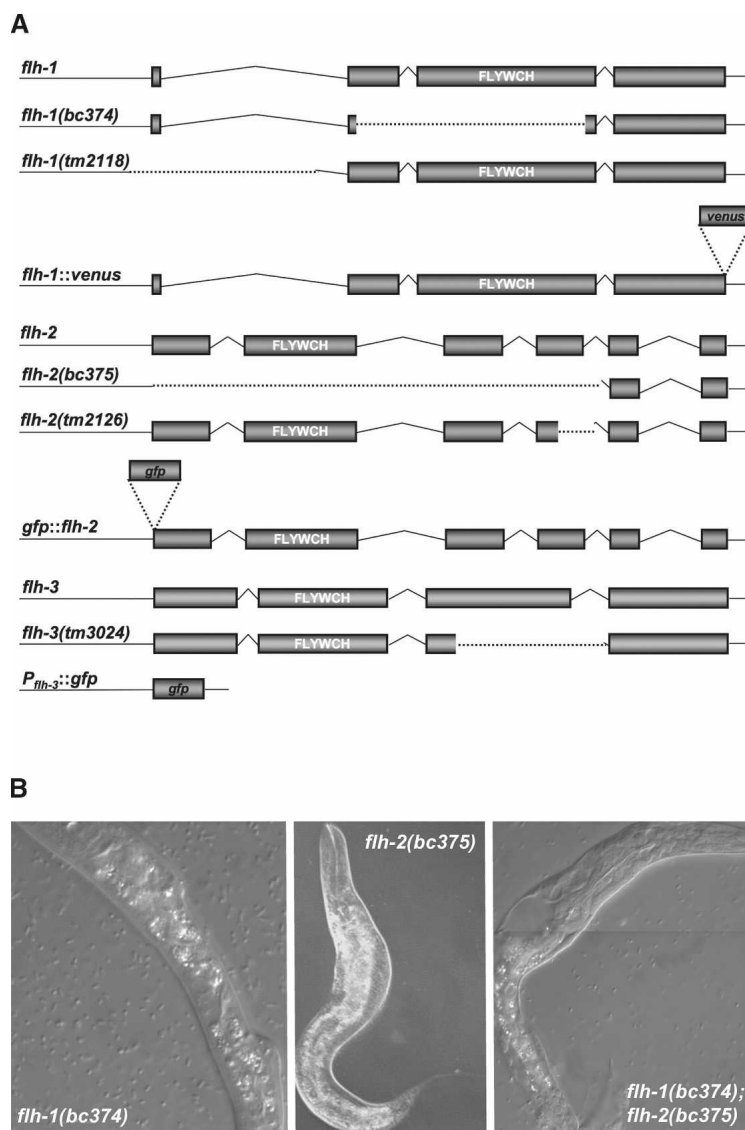 A
flh-1
FLYWCH
flh-1(bc374)
flh-1(tm2118)
FLYWCH
venus
flh-1::venus
FLYWCH
flh-2
FLYWCH
flh-2(bc375)
flh-2(tm2126)
FLYWCH
gfp
gfp::flh-2
FLYWCH
flh-3
FLYWCH
flh-3(tm3024)
FLYWCH
Pflh-3::gfp
gfp
B
flh-1(bc374)
flh-2(bc375)
flh-1(bc374);
flh-2(bc375)